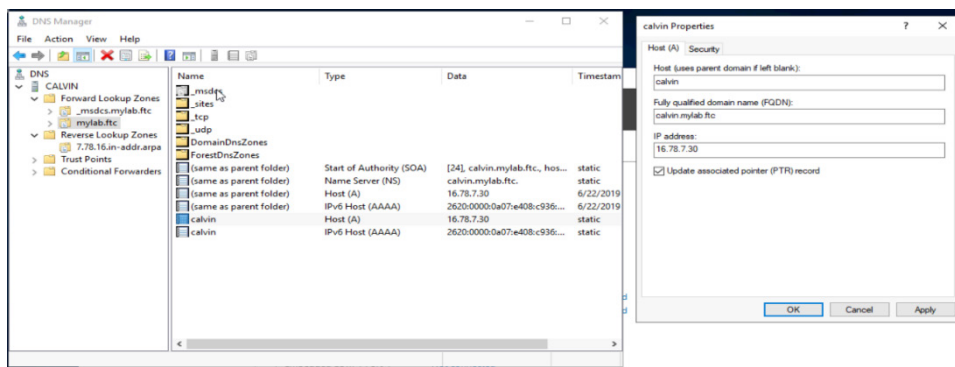 DNS Manager
File Action View Help
DNS
CALVIN
Forward Lookup Zones
_msdcs.mylab.ftc
mylab.ftc
Reverse Lookup Zones
7.78.16.in-addr.arpa
Trust Points
Conditional Forwarders
Name Type Data Timestam
_msdcs
_sites
_tcp
_udp
DomainDnsZones
ForestDnsZones
(same as parent folder) Start of Authority (SOA) [24], calvin.mylab.ftc., hos... static
(same as parent folder) Name Server (NS) calvin.mylab.ftc. static
(same as parent folder) Host (A) 16.78.7.30 6/22/2019
(same as parent folder) IPv6 Host (AAAA) 2620:0000:0a07:e408:c936:... 6/22/2019
calvin Host (A) 16.78.7.30 static
calvin IPv6 Host (AAAA) 2620:0000:0a07:e408:c936:... static
calvin Properties
Host (A) Security
Host (uses parent domain if left blank):
calvin
Fully qualified domain name (FQDN):
calvin.mylab.ftc
IP address:
16.78.7.30
Update associated pointer (PTR) record
OK Cancel Apply